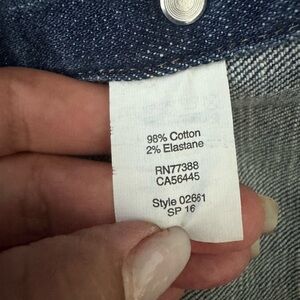 98% Cotton
2% Elastane
RN77388
CA56445
Style 02661
SP 16